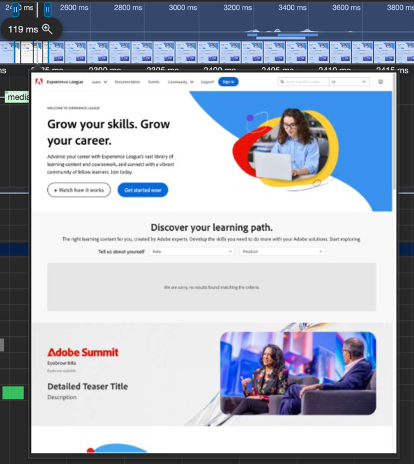 2600 ms 2800 ms 3000 ms 3200 ms 3400 ms 3600 ms 3800 ms
119 ms
2400 ms 2410 ms 2415 ms
media
Experience League Learn Documentation Events Community Support Sign In All
WELCOME TO EXPERIENCE LEAGUE
Grow your skills. Grow
your career.
Advance your career with Experience League's vast library of
learning content and coursework, and connect with a vibrant
community of fellow learners. Join today.
Watch how it works Get started now
Discover your learning path.
The right learning content for you, created by Adobe experts. Develop the skills you need to do more with your Adobe solutions. Start exploring.
Tell us about yourself Role Product
We are sorry, no results found matching the criteria.
Adobe Summit
Eyebrow title
Eyebrow subtitle
Detailed Teaser Title
Description